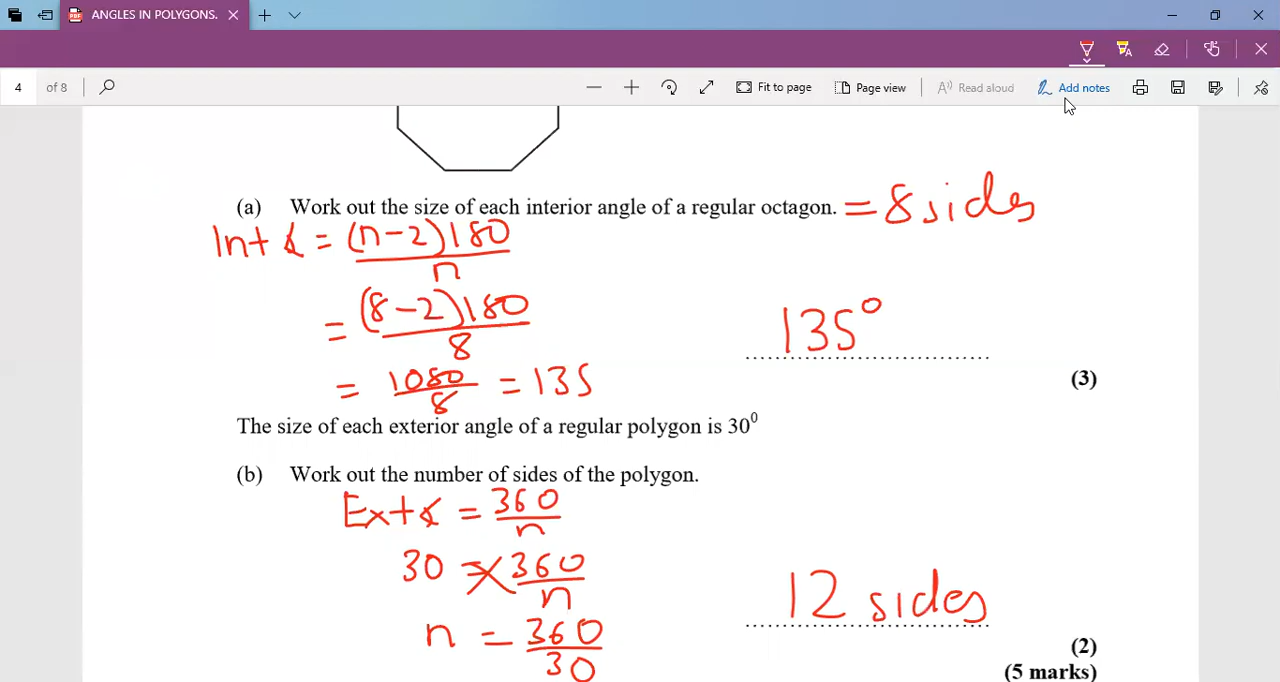 ANGLES IN POLYGONS.
4 of 8 Fit to page Page view Read aloud Add notes
(a) Work out the size of each interior angle of a regular octagon. = 8 sides
Int ∡ = (n-2)180/n
= (8-2)180/8
135°
= 1080/8 = 135
(3)
The size of each exterior angle of a regular polygon is 30⁰
(b) Work out the number of sides of the polygon.
Ext ∡ = 360/n
30 = 360/n
12 sides
n = 360/30
(2)
(5 marks)